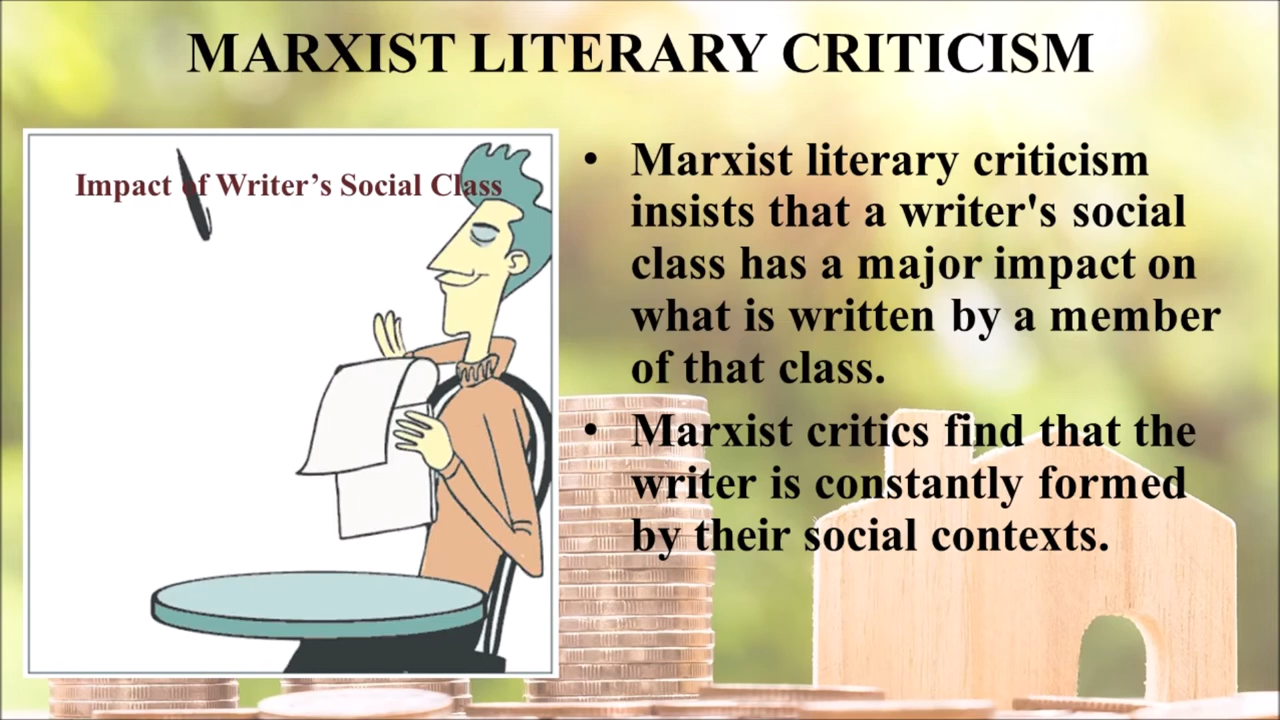 MARXIST LITERARY CRITICISM
Impact of Writer’s Social Class
• Marxist literary criticism
insists that a writer's social
class has a major impact on
what is written by a member
of that class.
• Marxist critics find that the
writer is constantly formed
by their social contexts.